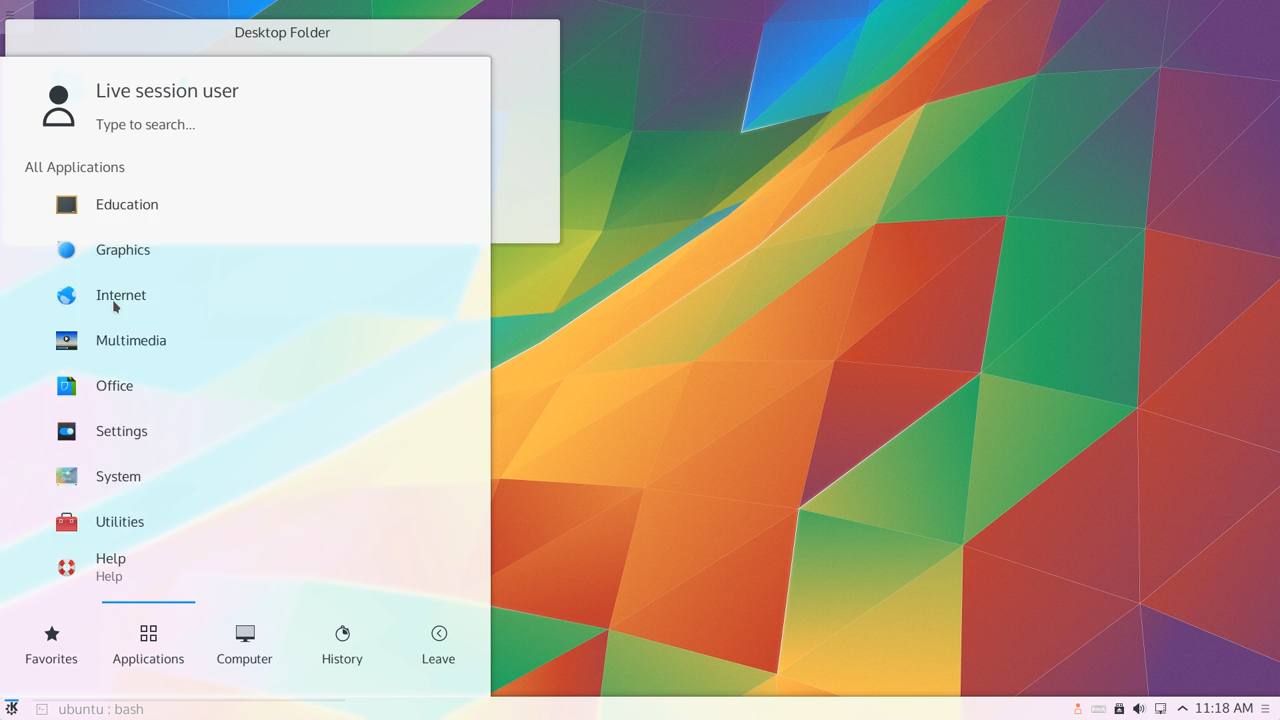 Desktop Folder
Live session user
Type to search...
All Applications
Education
Graphics
Internet
Multimedia
Office
Settings
System
Utilities
Help
Help
Favorites
Applications
Computer
History
Leave
ubuntu : bash
11:18 AM